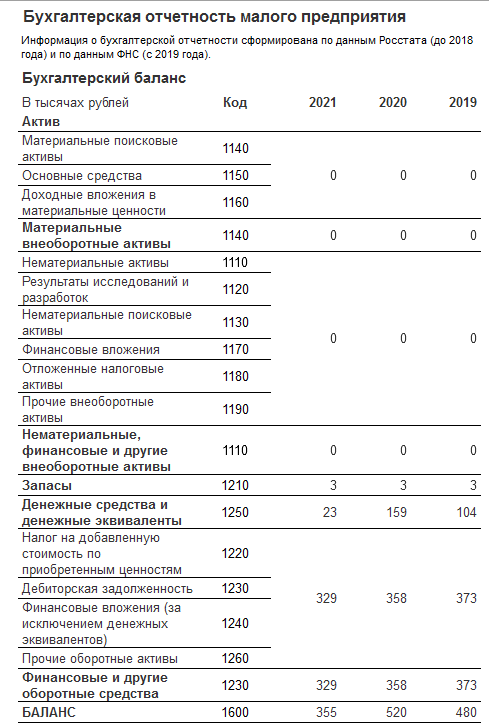 Бухгалтерская отчетность малого предприятия
Информация о бухгалтерской отчетности сформирована по данным Росстата (до 2018
года) и по данным ФНС (с 2019 года).
Бухгалтерский баланс
В тысячах рублей Код 2021 2020 2019
Актив
Материальные поисковые
активы 1140
Основные средства 1150 0 0 0
Доходные вложения в
материальные ценности 1160
Материальные
внеоборотные активы 1140 0 0 0
Нематериальные активы 1110
Результаты исследований и
разработок 1120
Нематериальные поисковые
активы 1130
0 0 0
Финансовые вложения 1170
Отложенные налоговые
активы 1180
Прочие внеоборотные
активы 1190
Нематериальные,
финансовые и другие 1110 0 0 0
внеоборотные активы
Запасы 1210 3 3 3
Денежные средства и
денежные эквиваленты 1250 23 159 104
Налог на добавленную
стоимость по 1220
приобретенным ценностям
Дебиторская задолженность 1230
329 358 373
Финансовые вложения (за
исключением денежных 1240
эквивалентов)
Прочие оборотные активы 1260
Финансовые и другие
оборотные средства 1230 329 358 373
БАЛАНС 1600 355 520 480